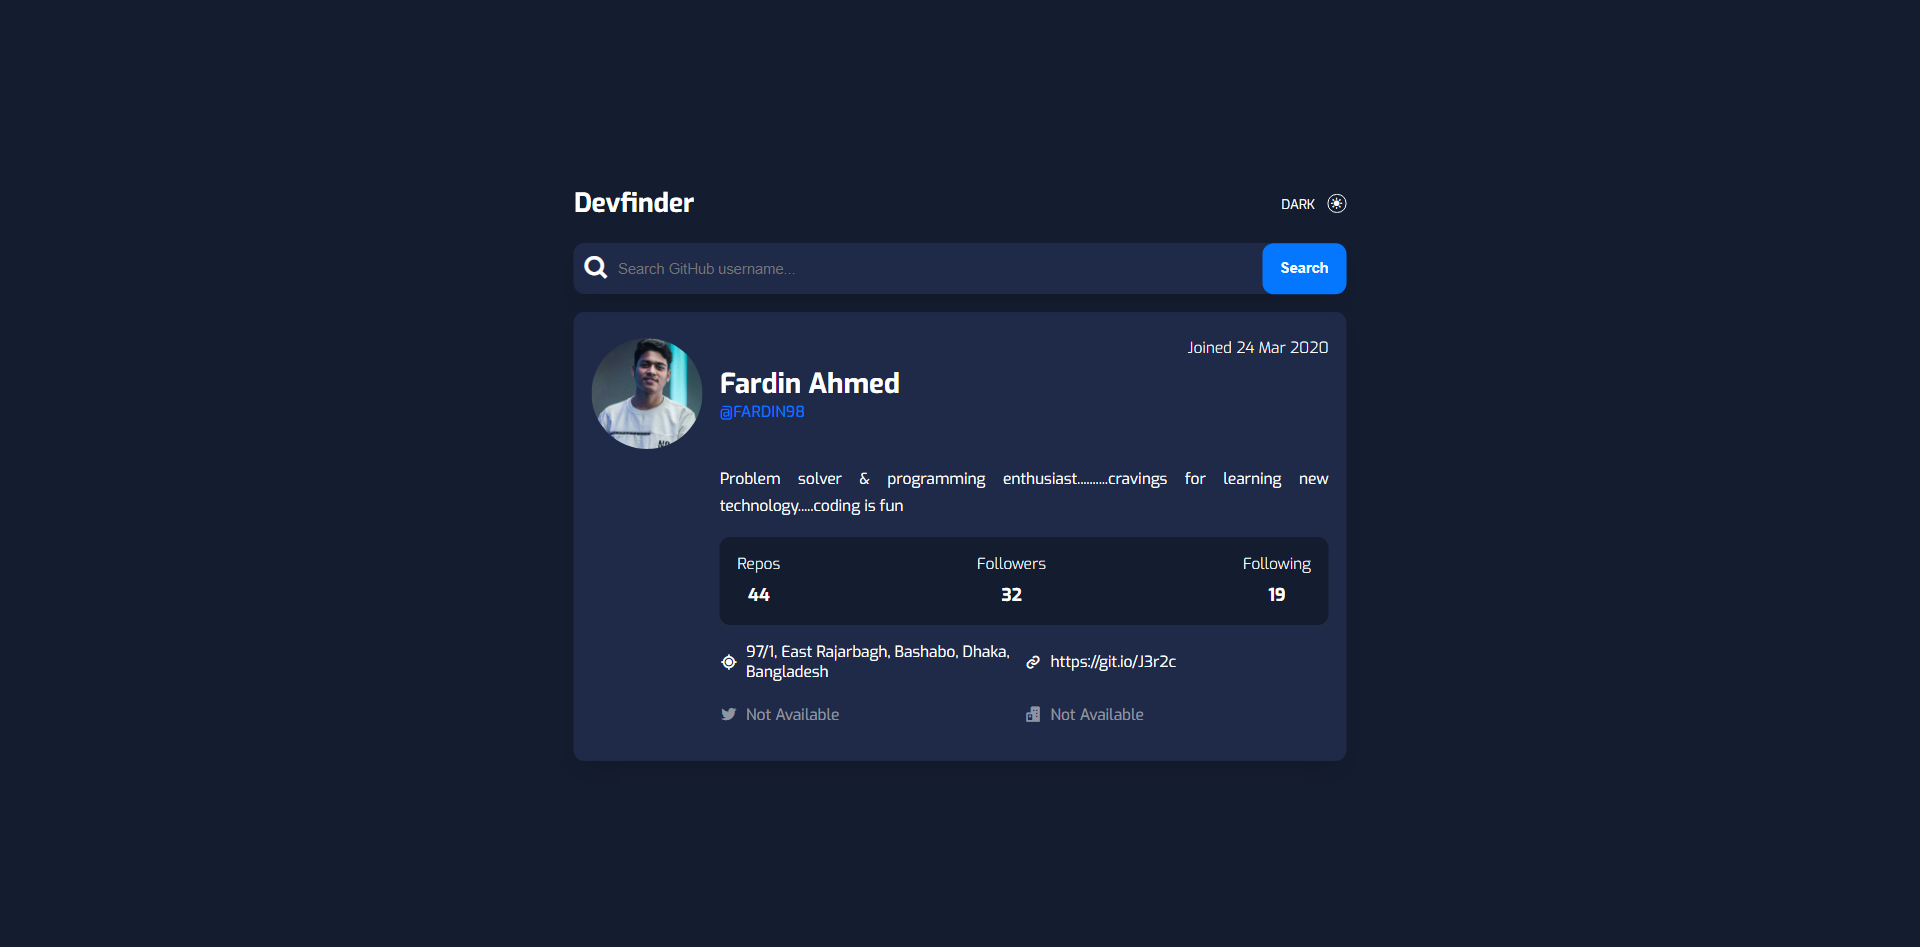 Devfinder
DARK
Search GitHub username...
Search
Joined 24 Mar 2020
Fardin Ahmed
@FARDIN98
Problem solver & programming enthusiast..........cravings for learning new
technology.....coding is fun
Repos Followers Following
44 32 19
97/1, East Rajarbagh, Bashabo, Dhaka,
Bangladesh
https://git.io/J3r2c
Not Available
Not Available